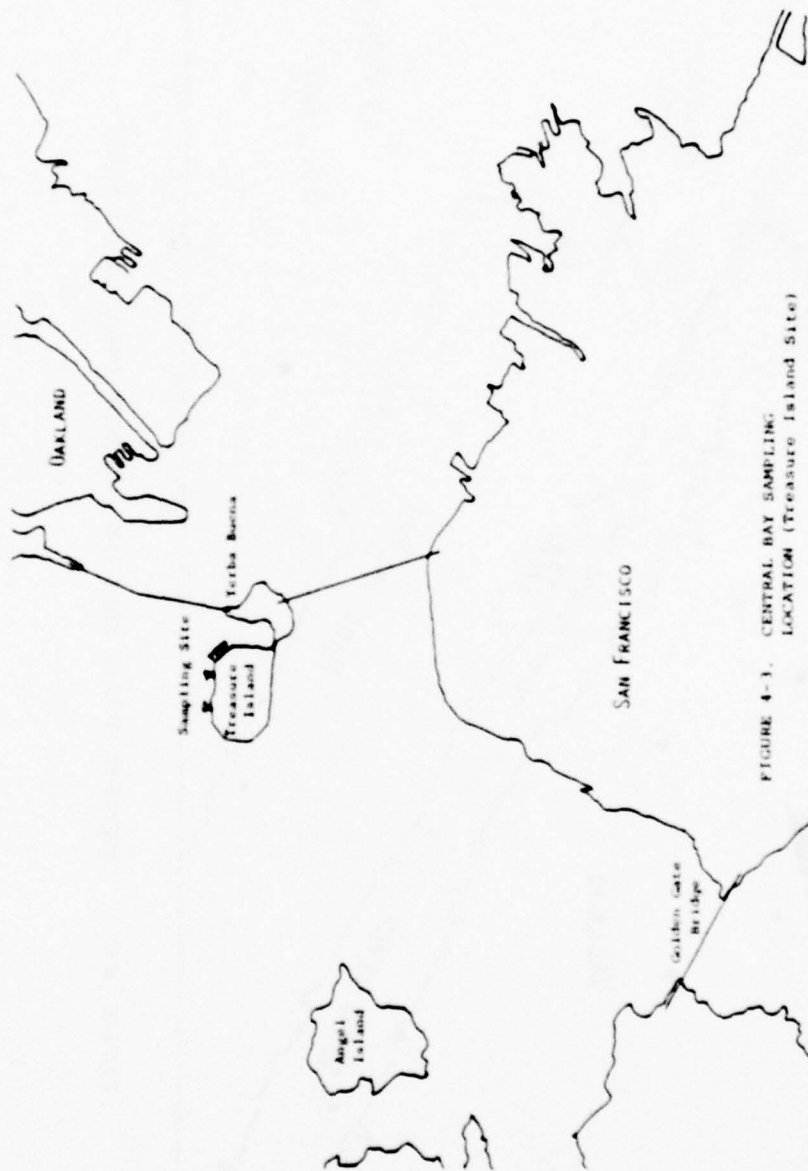 OAKLAND
Sampling Site
Yerba Buena
Treasure
Island
Angel
Island
SAN FRANCISCO
Golden Gate
Bridge
FIGURE 4-3. CENTRAL BAY SAMPLING
LOCATION (Treasure Island Site)